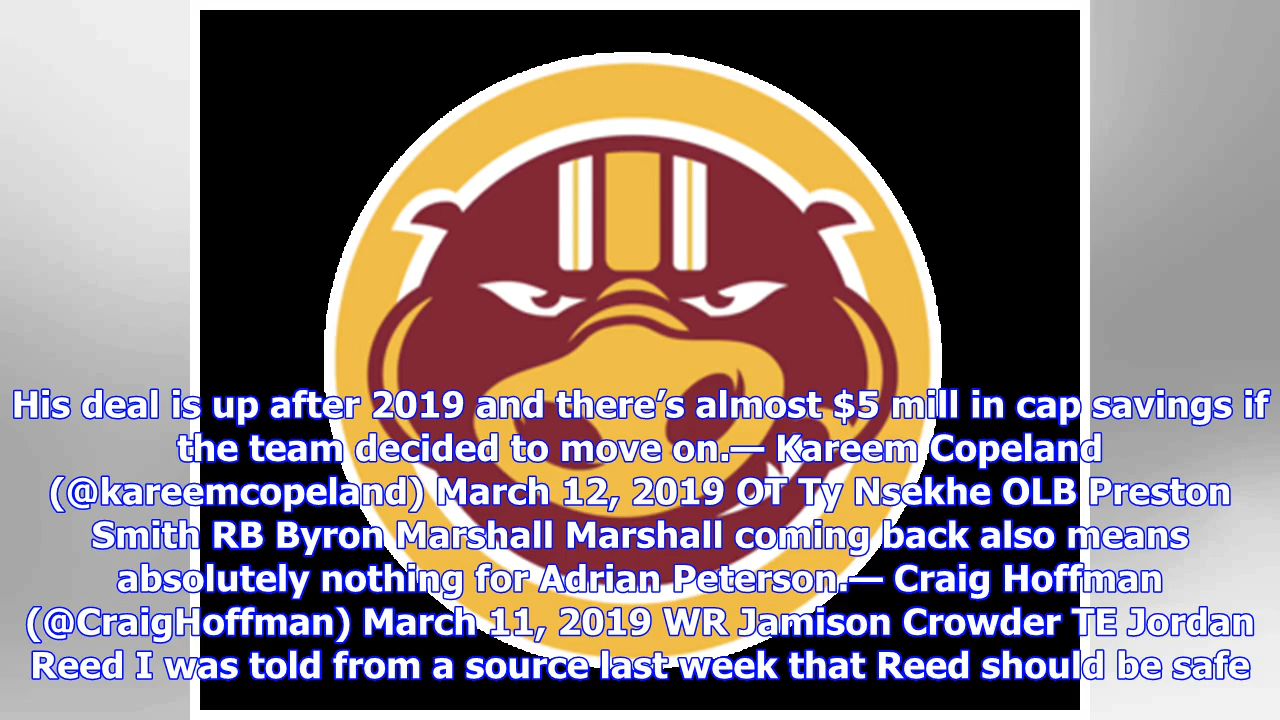 His deal is up after 2019 and there’s almost $5 mill in cap savings if
the team decided to move on.— Kareem Copeland
(@kareemcopeland) March 12, 2019 OT Ty Nsekhe OLB Preston
Smith RB Byron Marshall Marshall coming back also means
absolutely nothing for Adrian Peterson.— Craig Hoffman
(@CraigHoffman) March 11, 2019 WR Jamison Crowder TE Jordan
Reed I was told from a source last week that Reed should be safe